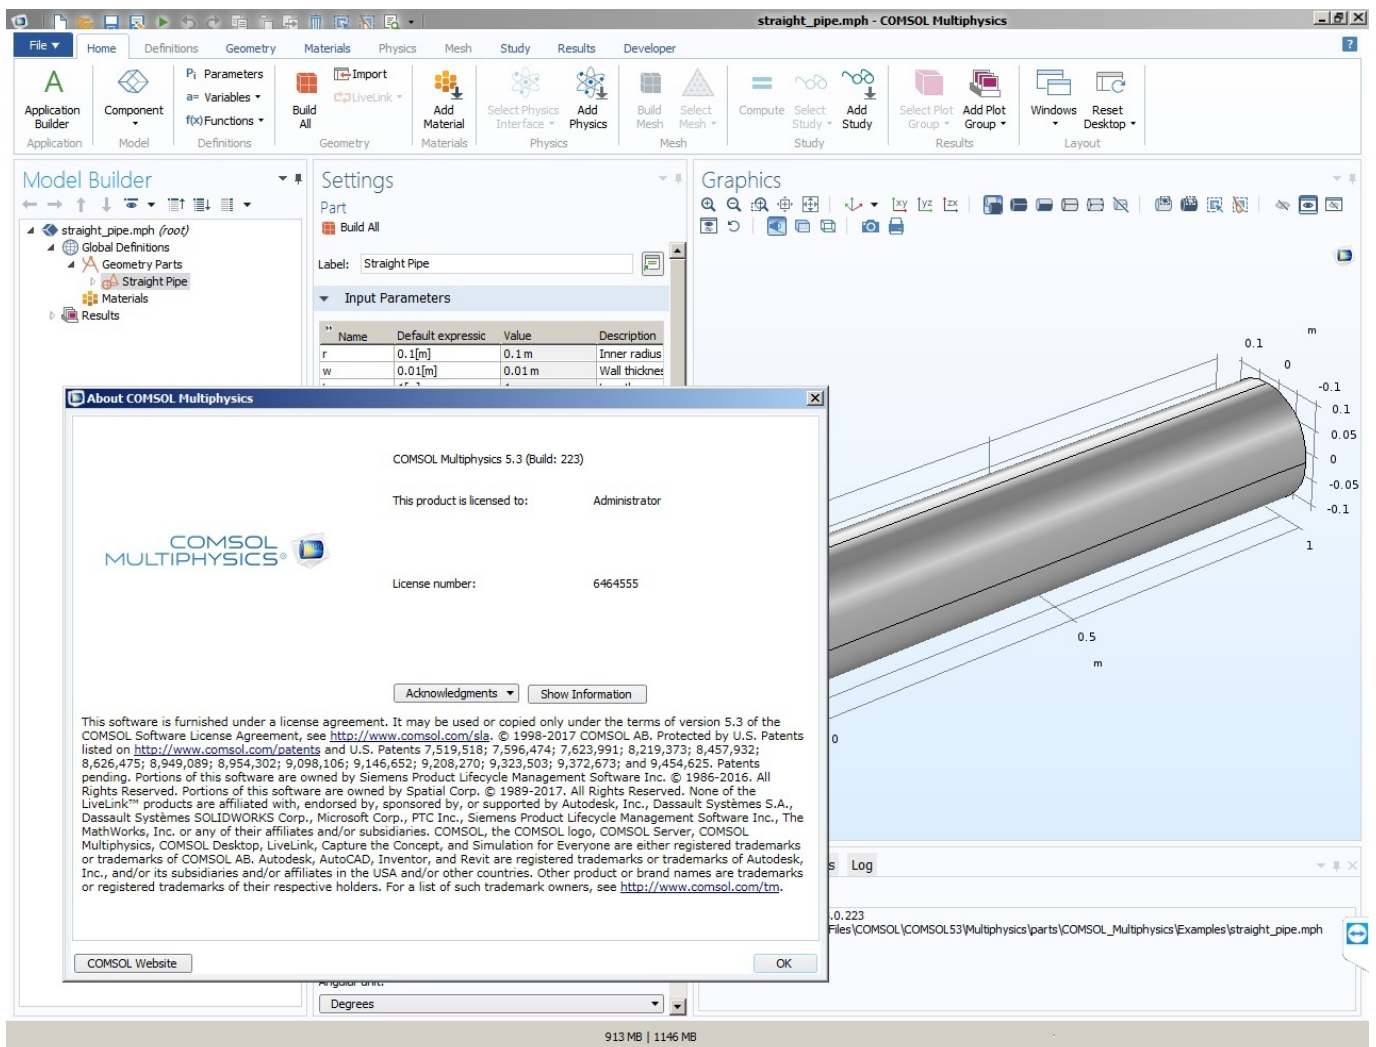 straight_pipe.mph - COMSOL Multiphysics
File Home Definitions Geometry Materials Physics Mesh Study Results Developer
Application Builder
Component
Pi Parameters
a= Variables
f(x) Functions
Build All
Import
LiveLink
Add Material
Select Physics Interface
Add Physics
Build Mesh
Select Mesh
Compute
Select Study
Add Study
Select Plot Group
Add Plot Group
Windows
Reset Desktop
Application Model Definitions Geometry Materials Physics Mesh Study Results Layout
Model Builder
straight_pipe.mph (root)
Global Definitions
Geometry Parts
Straight Pipe
Materials
Results
Settings
Part
Build All
Label: Straight Pipe
Input Parameters
Name Default expressic Value Description
r 0.1[m] 0.1 m Inner radius
w 0.01[m] 0.01 m Wall thicknes
Graphics
xy yz zx
m
0.1
0
-0.1
0.1
0.05
0
-0.05
-0.1
1
0.5
m
0
About COMSOL Multiphysics
COMSOL MULTIPHYSICS®
COMSOL Multiphysics 5.3 (Build: 223)
This product is licensed to: Administrator
License number: 6464555
Acknowledgments Show Information
This software is furnished under a license agreement. It may be used or copied only under the terms of version 5.3 of the
COMSOL Software License Agreement, see http://www.comsol.com/sla. © 1998-2017 COMSOL AB. Protected by U.S. Patents
listed on http://www.comsol.com/patents and U.S. Patents 7,519,518; 7,596,474; 7,623,991; 8,219,373; 8,457,932;
8,626,475; 8,949,089; 8,954,302; 9,098,106; 9,146,652; 9,208,270; 9,323,503; 9,372,673; and 9,454,625. Patents
pending. Portions of this software are owned by Siemens Product Lifecycle Management Software Inc. © 1986-2016. All
Rights Reserved. Portions of this software are owned by Spatial Corp. © 1989-2017. All Rights Reserved. None of the
LiveLink™ products are affiliated with, endorsed by, sponsored by, or supported by Autodesk, Inc., Dassault Systèmes S.A.,
Dassault Systèmes SOLIDWORKS Corp., Microsoft Corp., PTC Inc., Siemens Product Lifecycle Management Software Inc., The
MathWorks, Inc. or any of their affiliates and/or subsidiaries. COMSOL, the COMSOL logo, COMSOL Server, COMSOL
Multiphysics, COMSOL Desktop, LiveLink, Capture the Concept, and Simulation for Everyone are either registered trademarks
or trademarks of COMSOL AB. Autodesk, AutoCAD, Inventor, and Revit are registered trademarks or trademarks of Autodesk,
Inc., and/or its subsidiaries and/or affiliates in the USA and/or other countries. Other product or brand names are trademarks
or registered trademarks of their respective holders. For a list of such trademark owners, see http://www.comsol.com/tm.
COMSOL Website OK
s Log
.0.223
Files\COMSOL\COMSOL53\Multiphysics\parts\COMSOL_Multiphysics\Examples\straight_pipe.mph
Angular unit:
Degrees
913 MB | 1146 MB